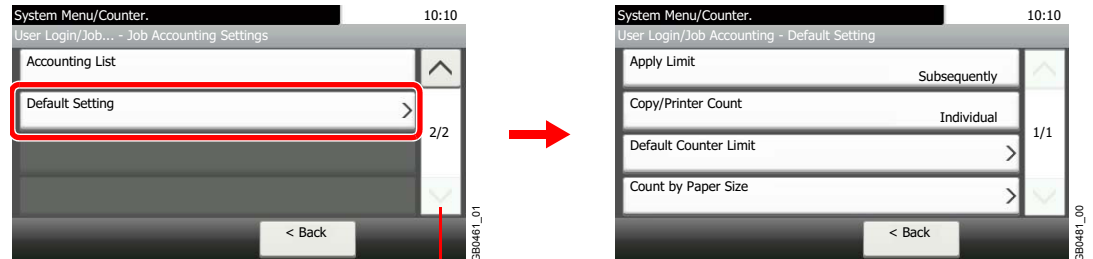 System Menu/Counter.
10:10
User Login/Job... - Job Accounting Settings
Accounting List
Default Setting
2/2
< Back
GB0461_01
System Menu/Counter.
10:10
User Login/Job Accounting - Default Setting
Apply Limit
Subsequently
Copy/Printer Count
Individual
1/1
Default Counter Limit
Count by Paper Size
< Back
GB0481_00